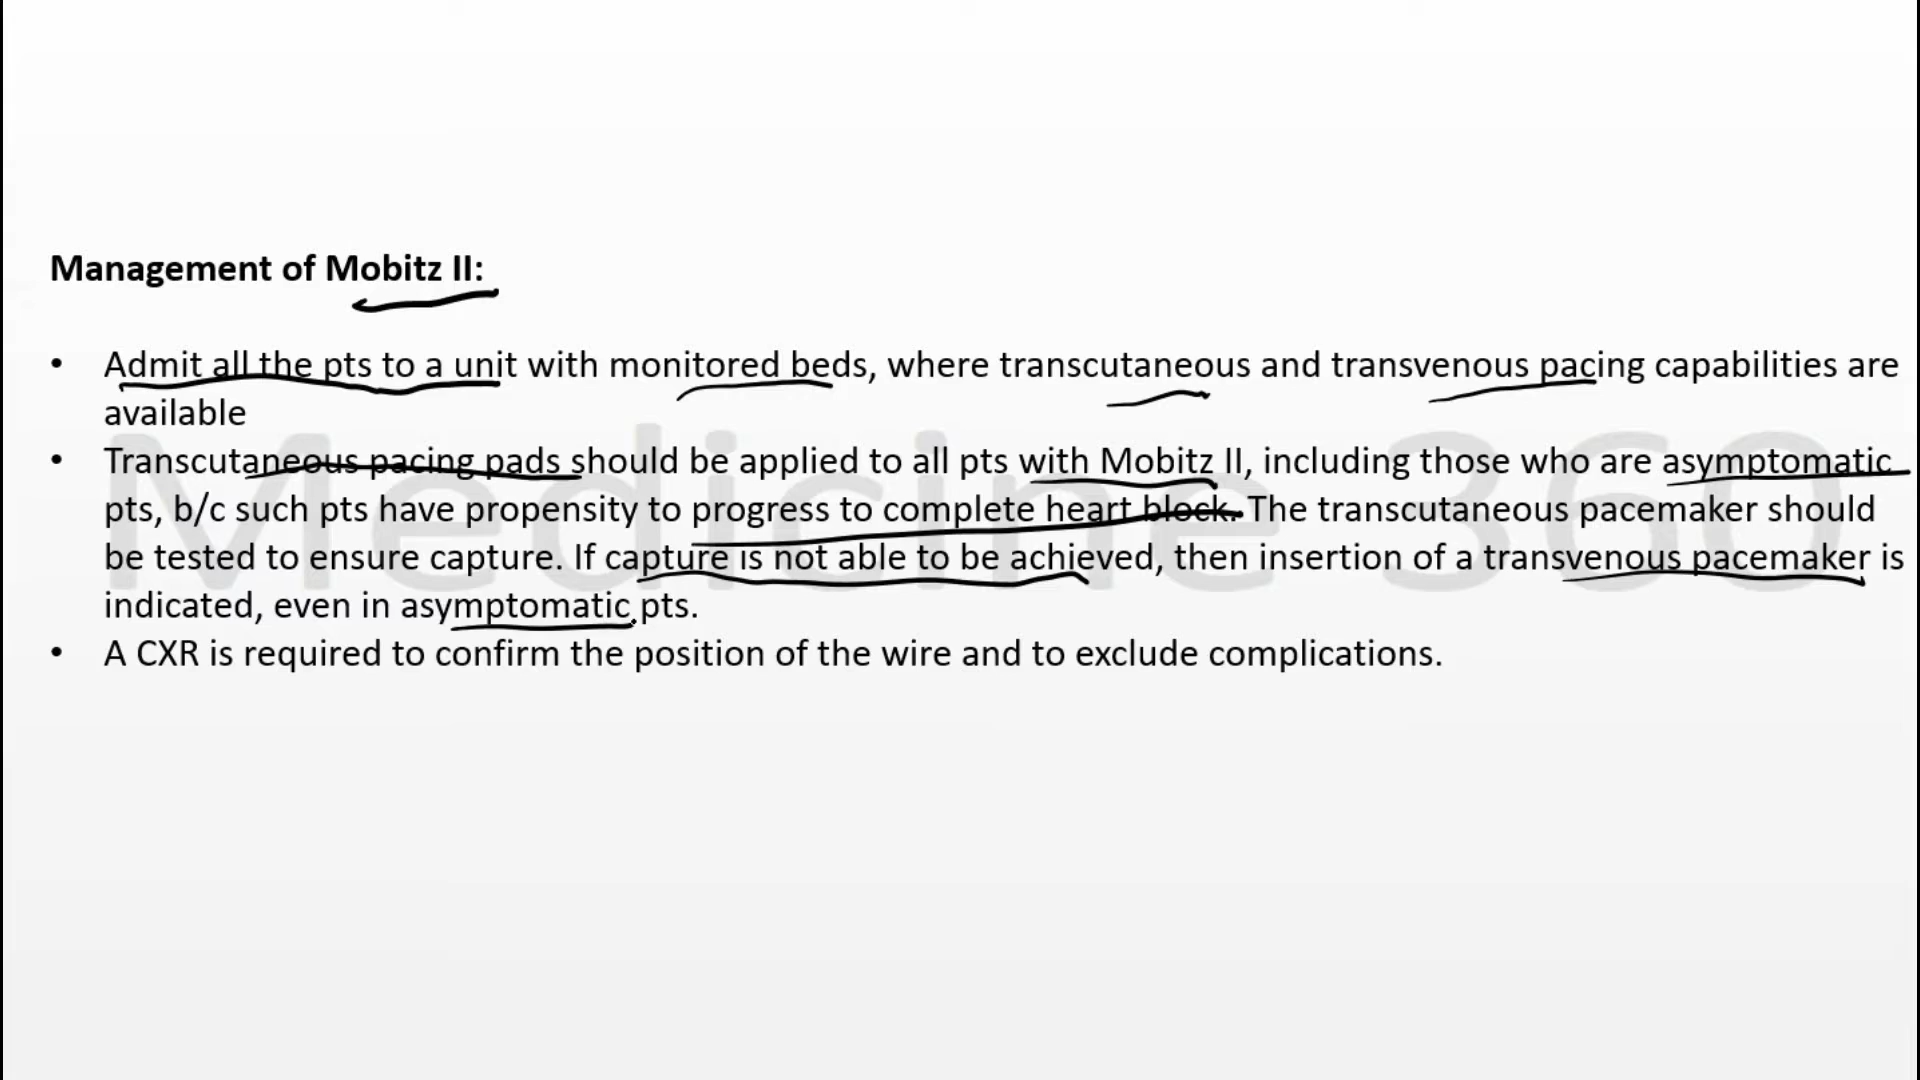 Management of Mobitz II:
• Admit all the pts to a unit with monitored beds, where transcutaneous and transvenous pacing capabilities are
available
• Transcutaneous pacing pads should be applied to all pts with Mobitz II, including those who are asymptomatic
pts, b/c such pts have propensity to progress to complete heart block. The transcutaneous pacemaker should
be tested to ensure capture. If capture is not able to be achieved, then insertion of a transvenous pacemaker is
indicated, even in asymptomatic pts.
• A CXR is required to confirm the position of the wire and to exclude complications.
Medicine 360